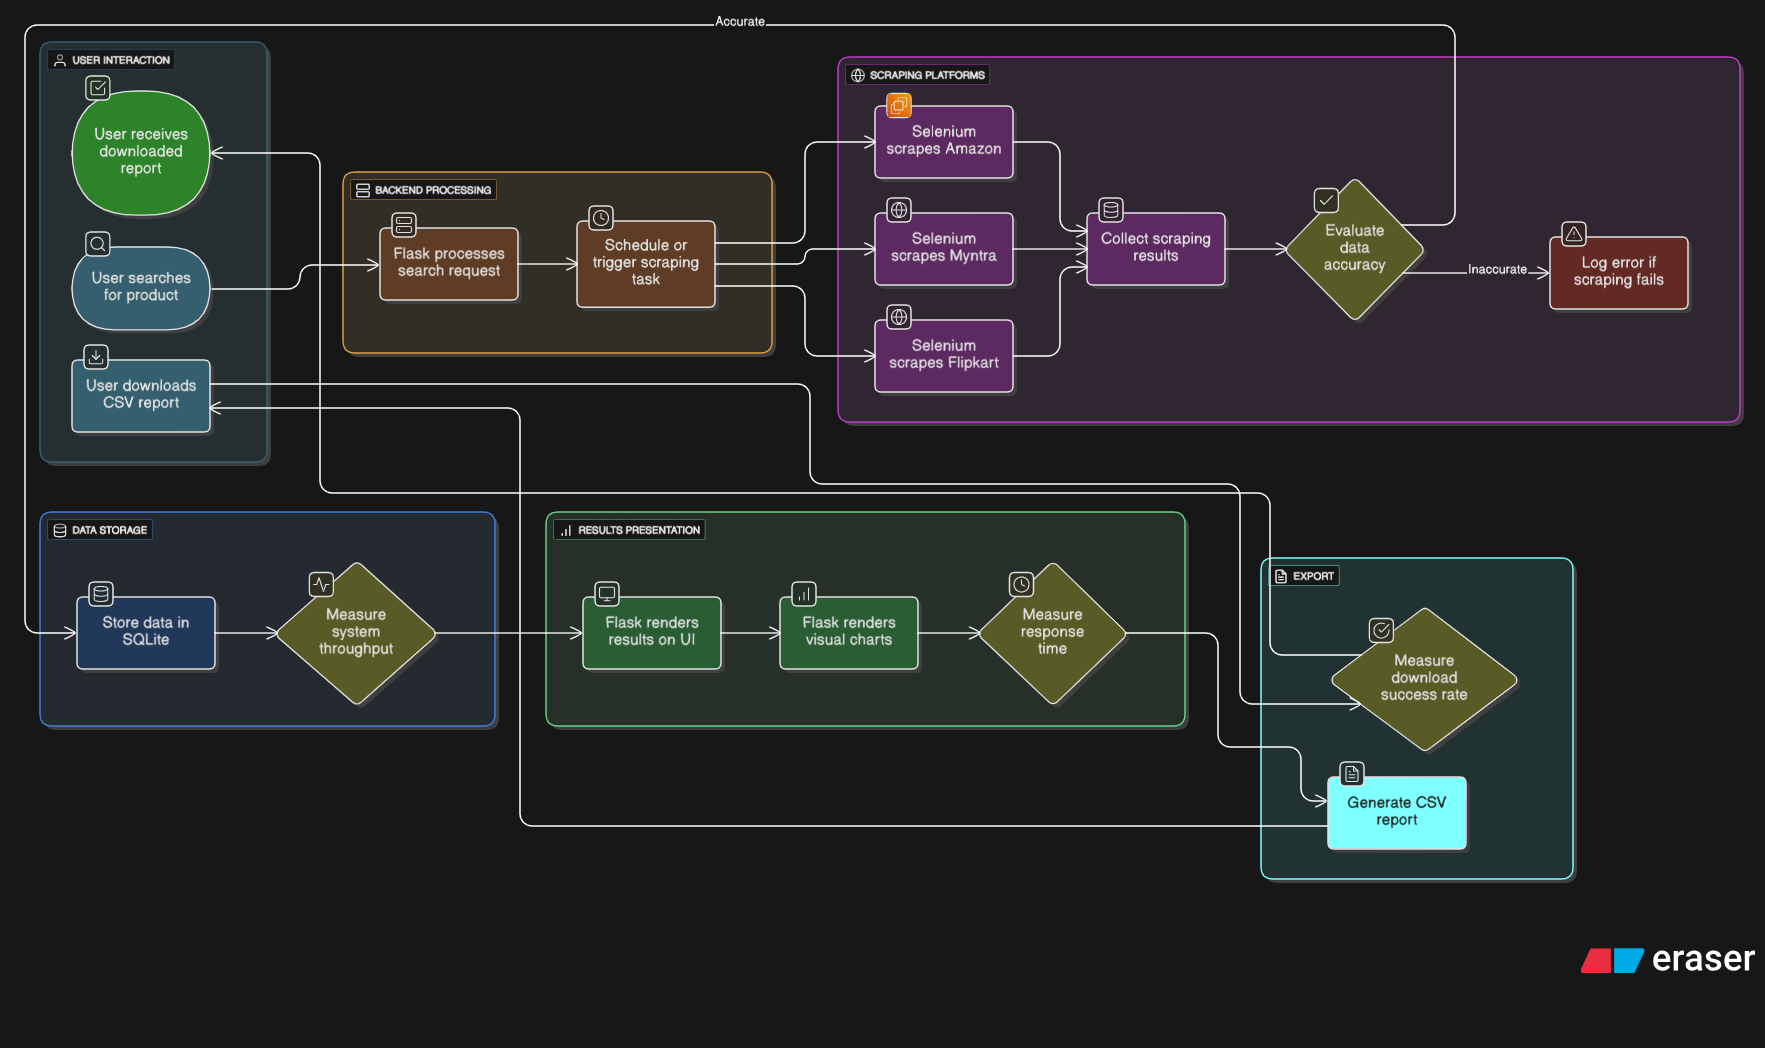 Accurate
USER INTERACTION
User receives
downloaded
report
User searches
for product
User downloads
CSV report
BACKEND PROCESSING
Flask processes
search request
Schedule or
trigger scraping
task
SCRAPING PLATFORMS
Selenium
scrapes Amazon
Selenium
scrapes Myntra
Selenium
scrapes Flipkart
Collect scraping
results
Evaluate
data
accuracy
Inaccurate
Log error if
scraping fails
DATA STORAGE
Store data in
SQLite
Measure
system
throughput
RESULTS PRESENTATION
Flask renders
results on UI
Flask renders
visual charts
Measure
response
time
EXPORT
Measure
download
success rate
Generate CSV
report
eraser